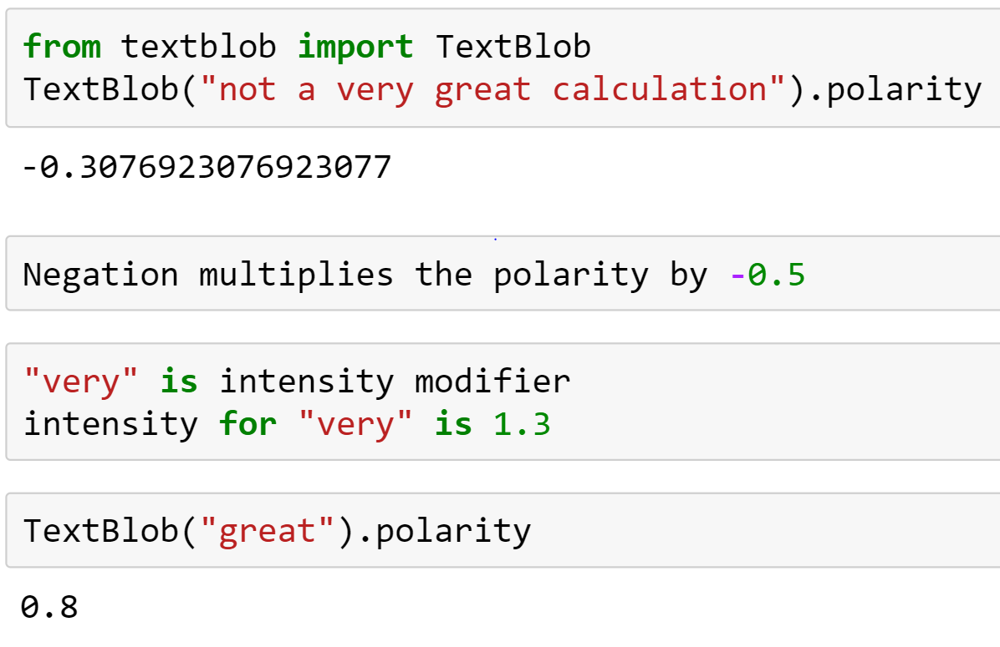 from textblob import TextBlob
TextBlob("not a very great calculation").polarity
-0.3076923076923077
Negation multiplies the polarity by -0.5
"very" is intensity modifier
intensity for "very" is 1.3
TextBlob("great").polarity
0.8